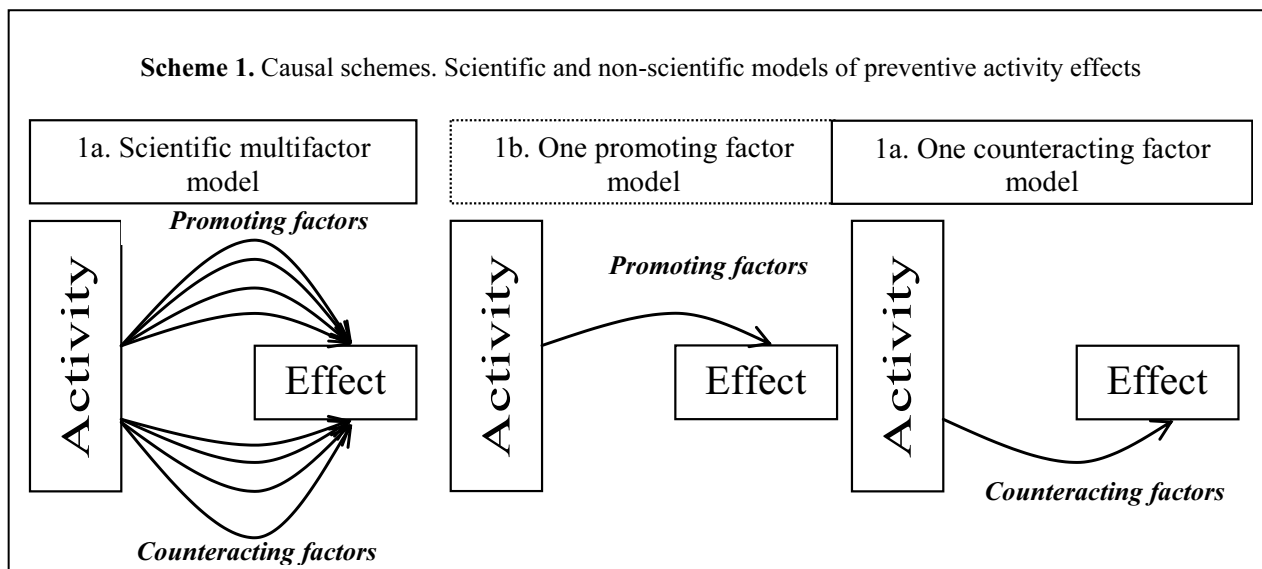 Scheme 1. Causal schemes. Scientific and non-scientific models of preventive activity effects
1a. Scientific multifactor
model
Promoting factors
Activity
Effect
Counteracting factors
1b. One promoting factor
model
Promoting factors
Activity
Effect
1a. One counteracting factor
model
Activity
Effect
Counteracting factors